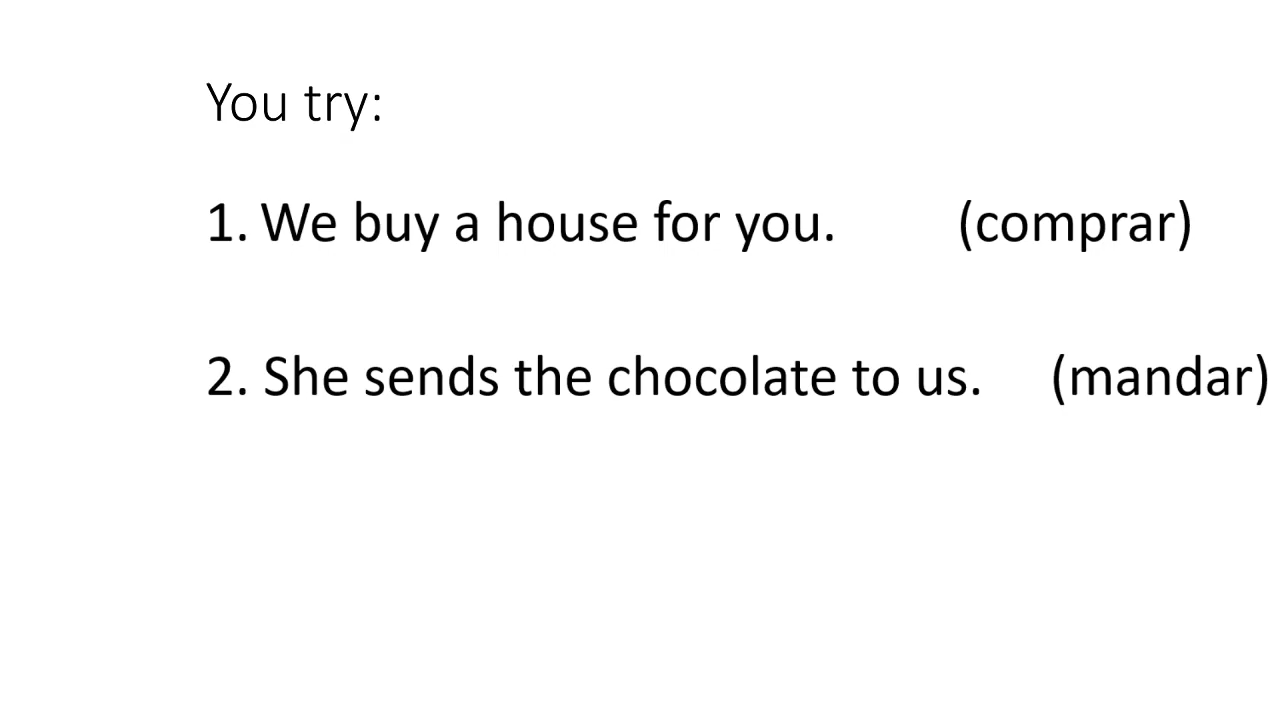 You try:
1. We buy a house for you. (comprar)
2. She sends the chocolate to us. (mandar)